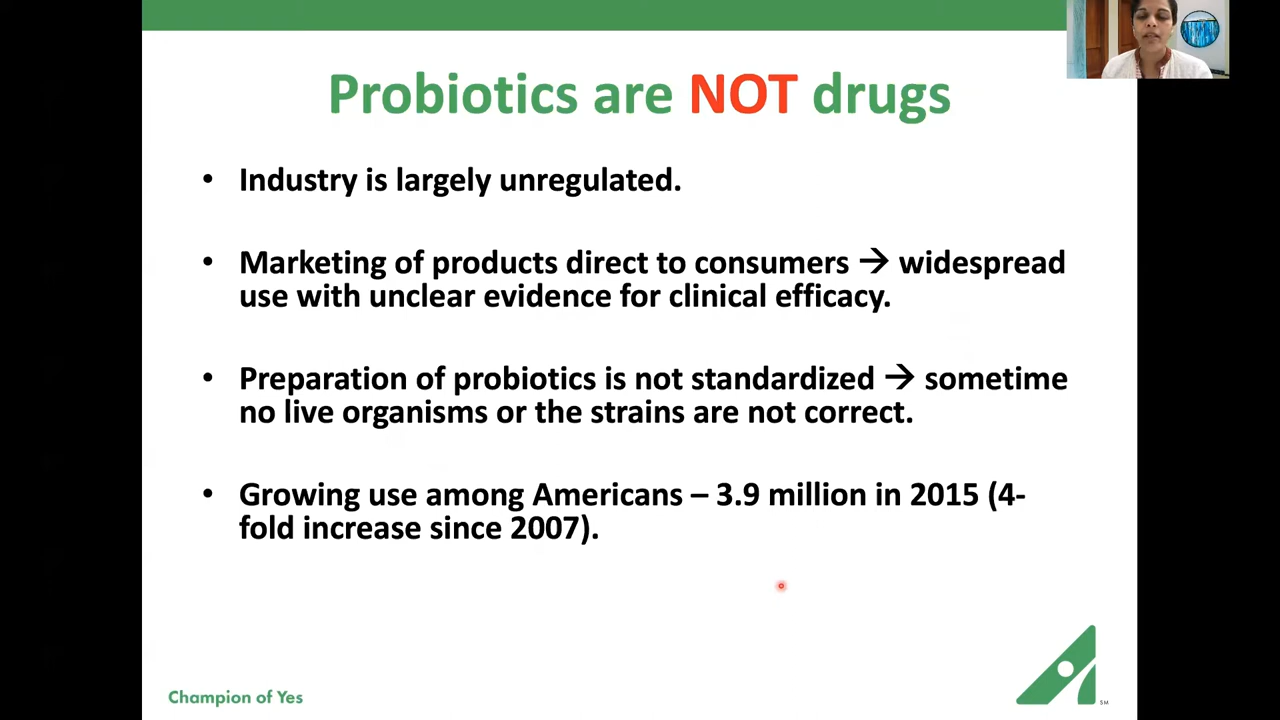 Probiotics are NOT drugs
• Industry is largely unregulated.
• Marketing of products direct to consumers → widespread
use with unclear evidence for clinical efficacy.
• Preparation of probiotics is not standardized → sometime
no live organisms or the strains are not correct.
• Growing use among Americans – 3.9 million in 2015 (4-
fold increase since 2007).
Champion of Yes
SM